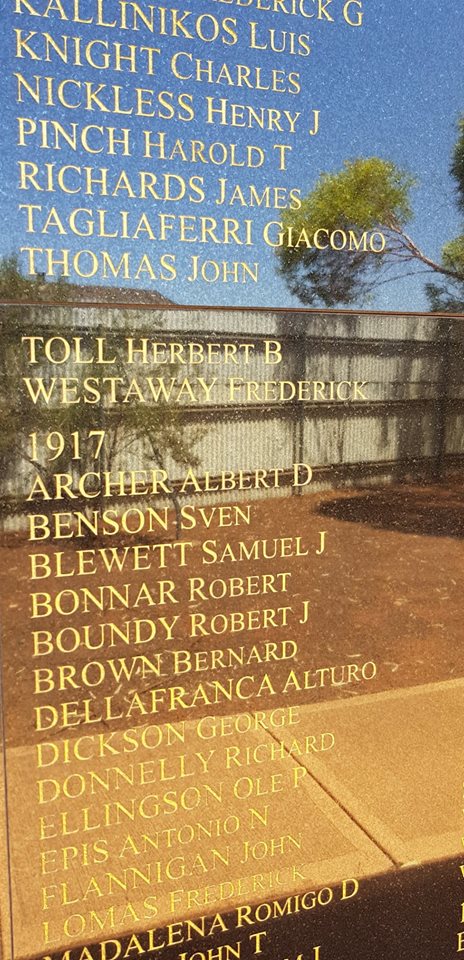 FREDERICK G
KALLINIKOS LUIS
KNIGHT CHARLES
NICKLESS HENRY J
PINCH HAROLD T
RICHARDS JAMES
TAGLIAFERRI GIACOMO
THOMAS JOHN
TOLL HERBERT B
WESTAWAY FREDERICK
1917
ARCHER ALBERT D
BENSON SVEN
BLEWETT SAMUEL J
BONNAR ROBERT
BOUNDY ROBERT J
BROWN BERNARD
DELLAFRANCA ALTURO
DICKSON GEORGE
DONNELLY RICHARD
ELLINGSON OLE P
EPIS ANTONIO N
FLANNIGAN JOHN
LOMAS FREDERICK
MADALENA ROMIGO D
JOHN T
J